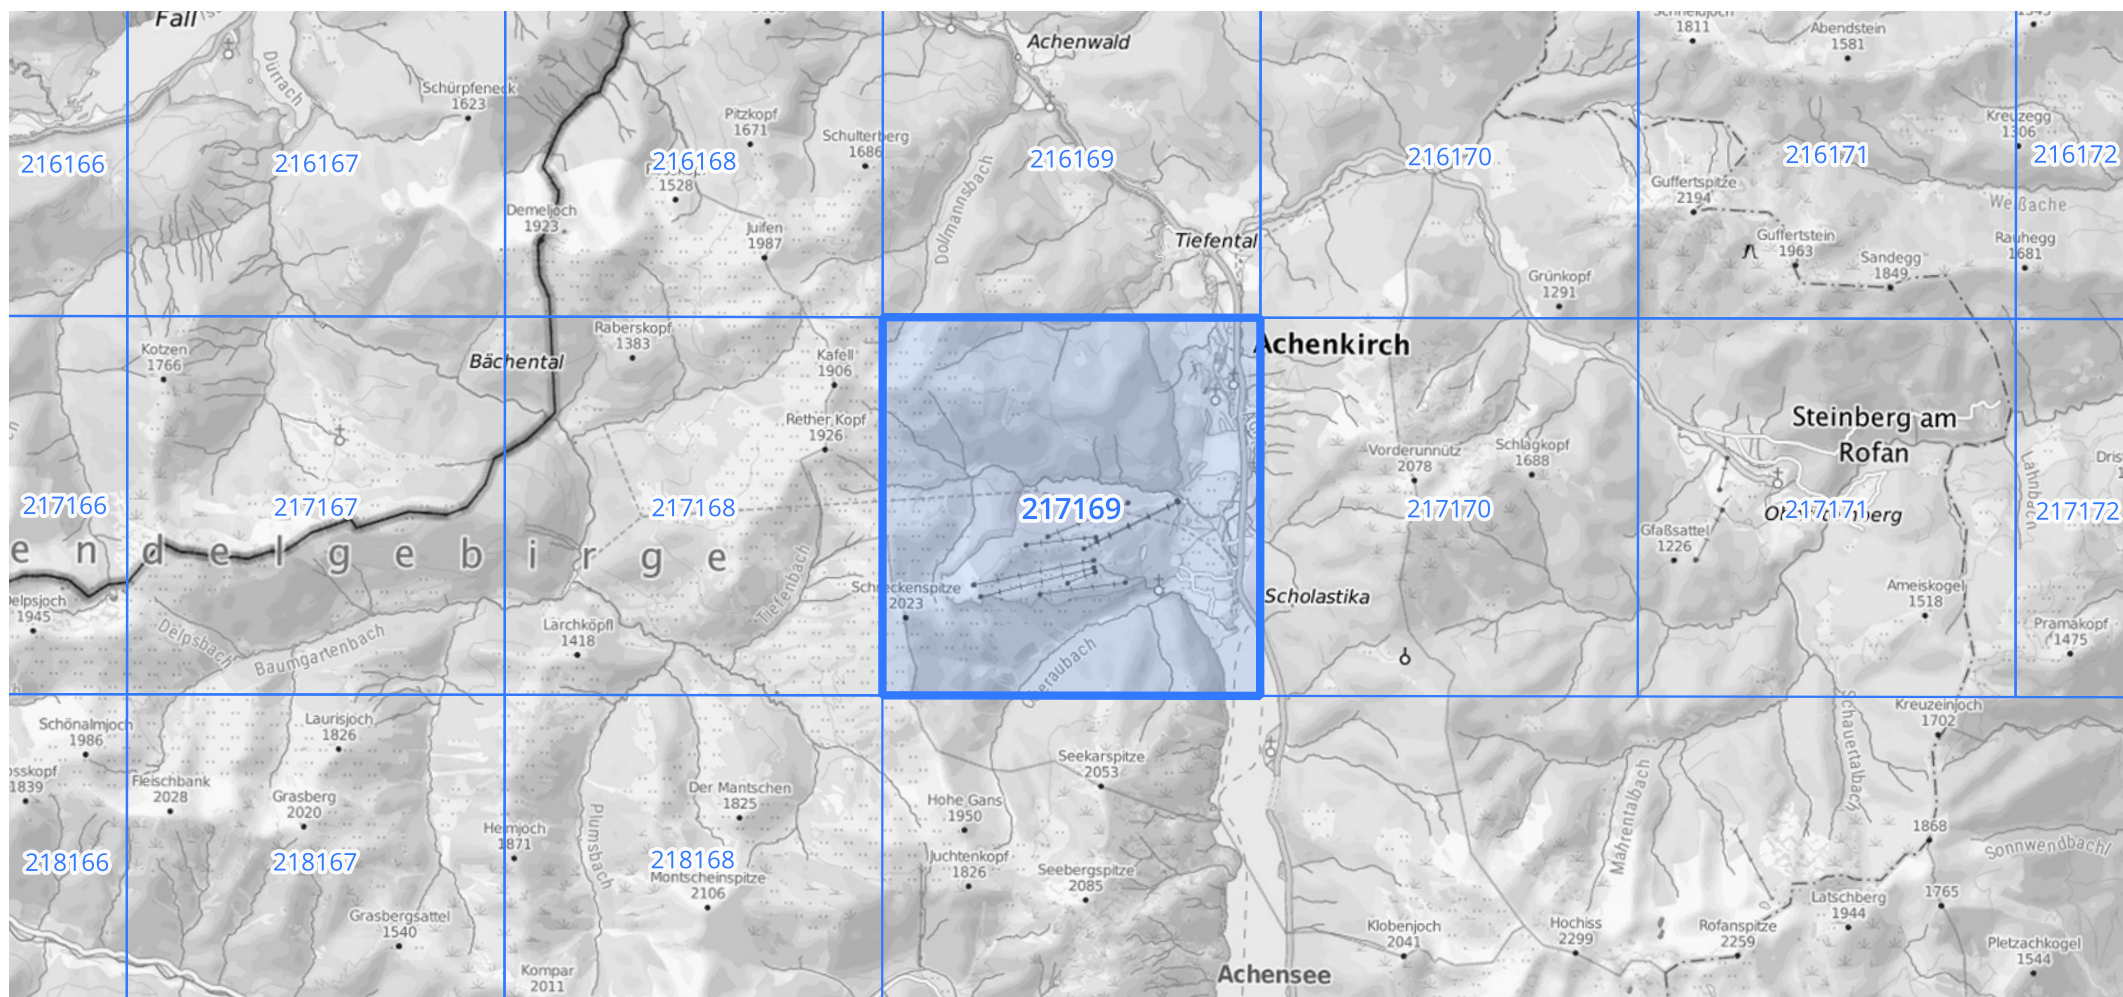 Fall
Achenwald
Schneidjoch
1811
Abendstein
1581
Dürrach
Schürpfeneck
1623
Pitzkopf
1671
Schulterberg
1686
Kreuzegg
1306
216166
216167
216168
216169
216170
216171
216172
1528
Dollmannsbach
Guffertspitze
2194
Weißache
Demeljoch
1923
Juifen
1987
Tiefental
Guffertstein
1963
Rauhegg
1681
Sandegg
1849
Grünkopf
1291
Kotzen
1766
Bächental
Raberskopf
1383
Kafell
1906
Achenkirch
Rether Kopf
1926
Vorderunnütz
2078
Schlagkopf
1688
Steinberg am
Rofan
217166
217167
217168
217169
217170
217171
217172
Gfaßsattel
1226
e n d e l g e b i r g e
Tiefenbach
Schreckenspitze
2023
Scholastika
Ameiskogel
1518
Delpsjoch
1945
Delpsbach
Baumgartenbach
Larchköpfl
1418
Oberaubach
Pramakopf
1475
Schönalmjoch
1986
Laurisjoch
1826
Schauertalbach
Kreuzeinjoch
1702
1839
Fleischbank
2028
Grasberg
2020
Der Mantschen
1825
Seekarspitze
2053
Hohe Gans
1950
Mahrentalbach
Heimjoch
1871
Plumsbach
1868
Sonnwendbach
218166
218167
218168
Montscheinspitze
2106
Juchtenkopf
1826
Seebergspitze
2085
Latschberg
1944
1765
Grasbergsattel
1540
Klobenjoch
2041
Hochiss
2299
Rofanspitze
2259
Pletzachkogel
1544
Kompar
2011
Achensee